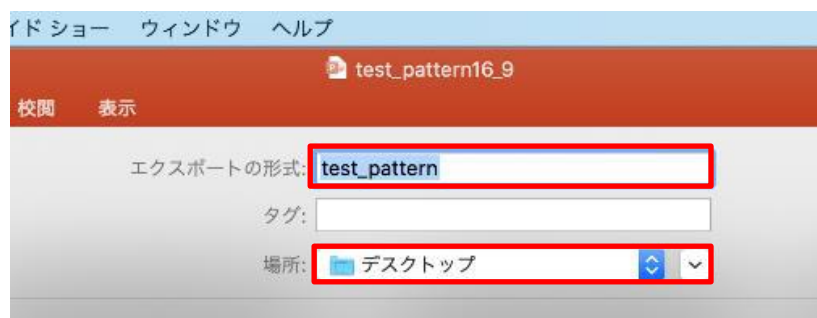 イド ショー ウィンドウ ヘルプ
test_pattern16_9
校閲 表示
エクスポートの形式: test_pattern
タグ:
場所: デスクトップ